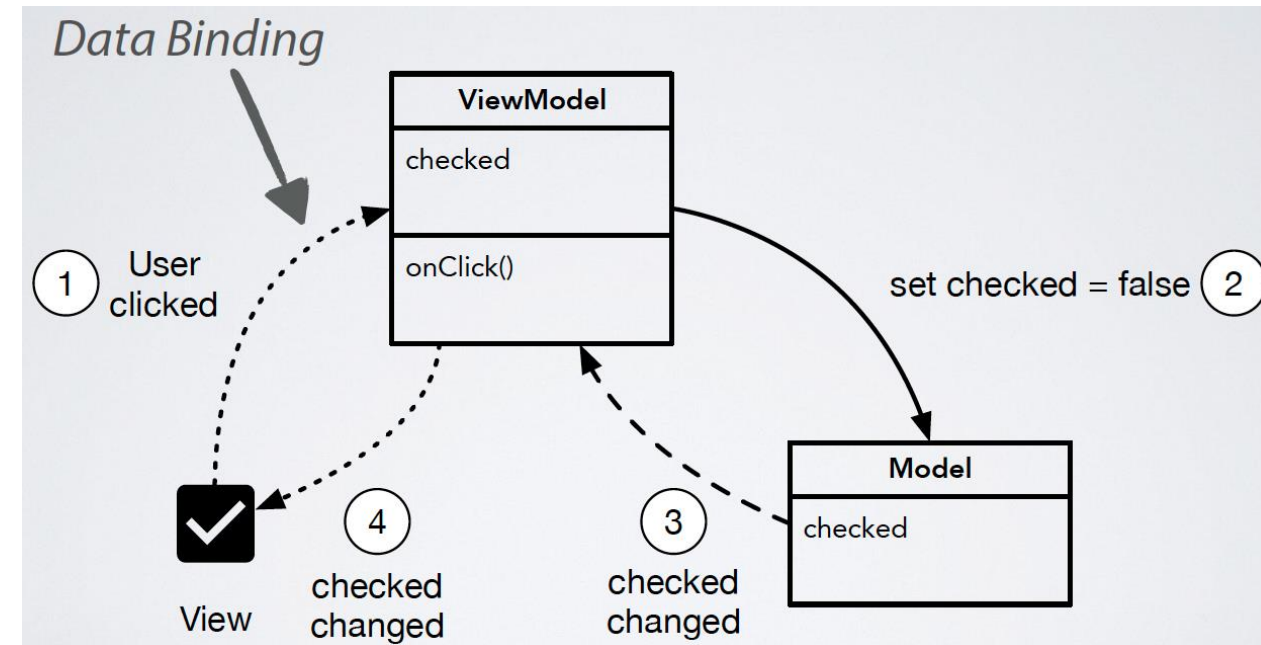 Data Binding
ViewModel
checked
onClick()
1
User
clicked
set checked = false
2
Model
checked
3
checked
changed
4
checked
changed
View